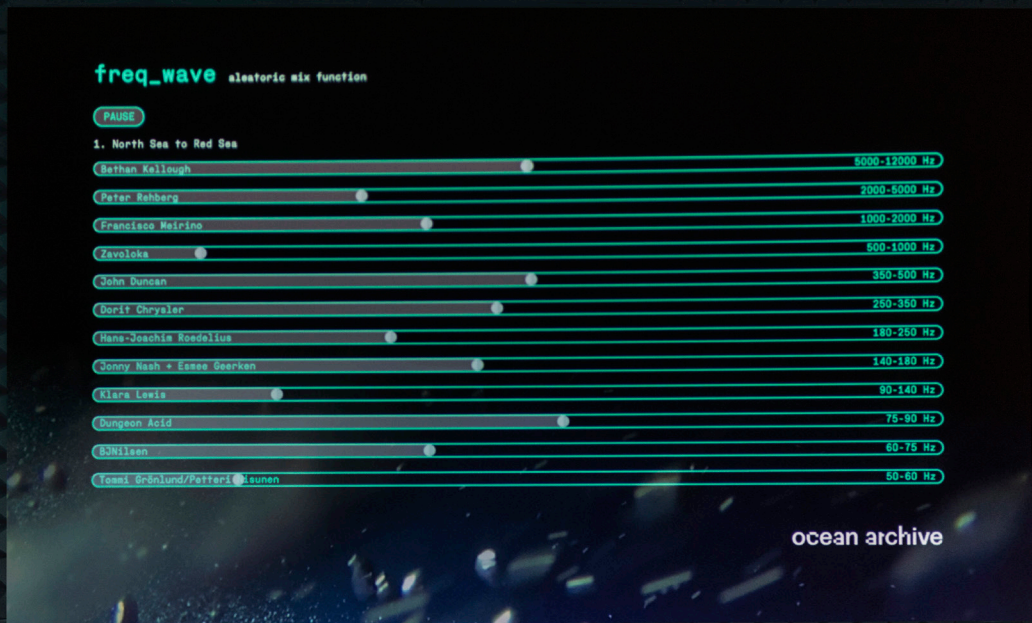 freq_wave aleatoric mix function
PAUSE
1. North Sea to Red Sea
Bethan Kellough 5000-12000 Hz
Peter Rehberg 2000-5000 Hz
Francisco Meirino 1000-2000 Hz
Zavoloka 500-1000 Hz
John Duncan 350-500 Hz
Dorit Chrysler 250-350 Hz
Hans-Joachim Roedelius 180-250 Hz
Jonny Nash + Esmee Geerken 140-180 Hz
Klara Lewis 90-140 Hz
Dungeon Acid 75-90 Hz
BJNilsen 60-75 Hz
Tommi Grönlund/Petteri 50-60 Hz
ocean archive